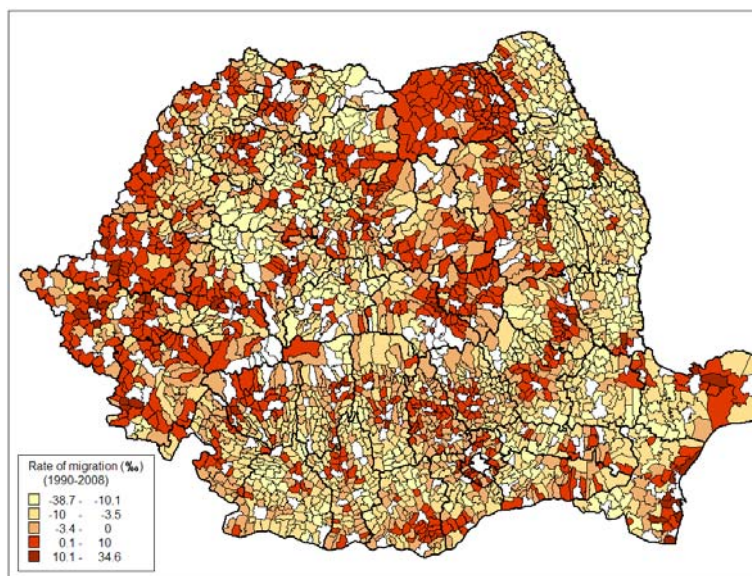 Rate of migration (‰)
(1990-2008)
-38.7 - -10.1
-10 - -3.5
-3.4 - 0
0.1 - 10
10.1 - 34.6